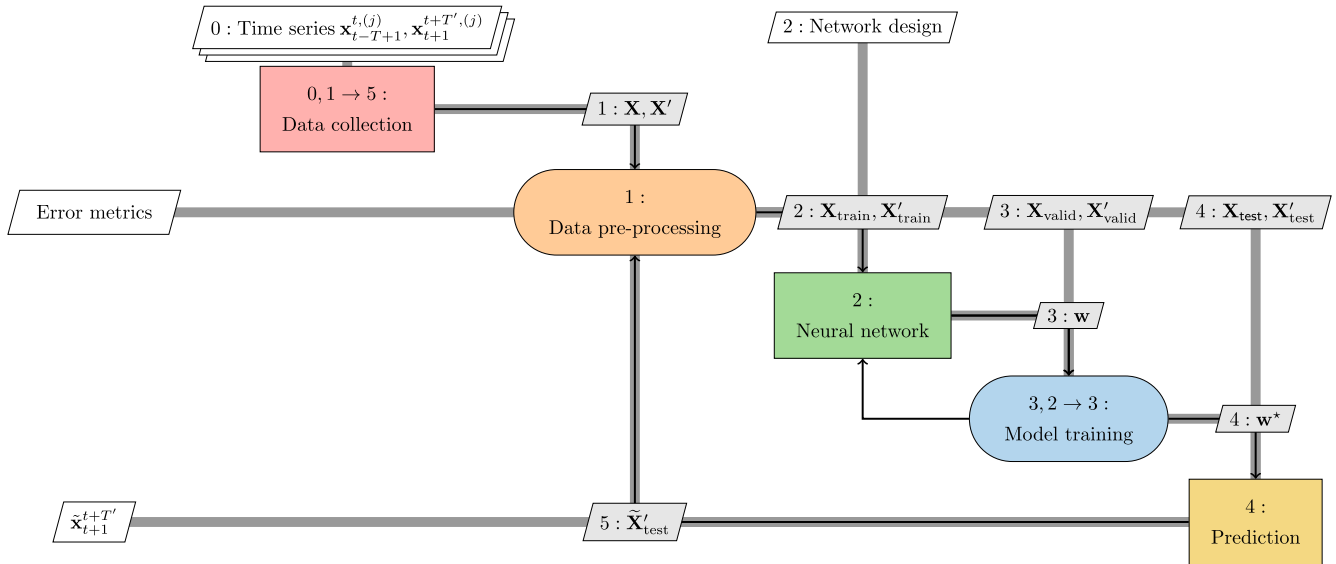 0 : Time series 𝐱_{t−T+1}^{t,(j)}, 𝐱_{t+1}^{t+T′,(j)}
2 : Network design
0, 1 → 5 :
Data collection
1 : 𝐗, 𝐗′
Error metrics
1 :
Data pre-processing
2 : 𝐗_train, 𝐗′_train
3 : 𝐗_valid, 𝐗′_valid
4 : 𝐗_test, 𝐗′_test
2 :
Neural network
3 : 𝐰
3, 2 → 3 :
Model training
4 : 𝐰⋆
x̃_{t+1}^{t+T′}
5 : X̃′_test
4 :
Prediction